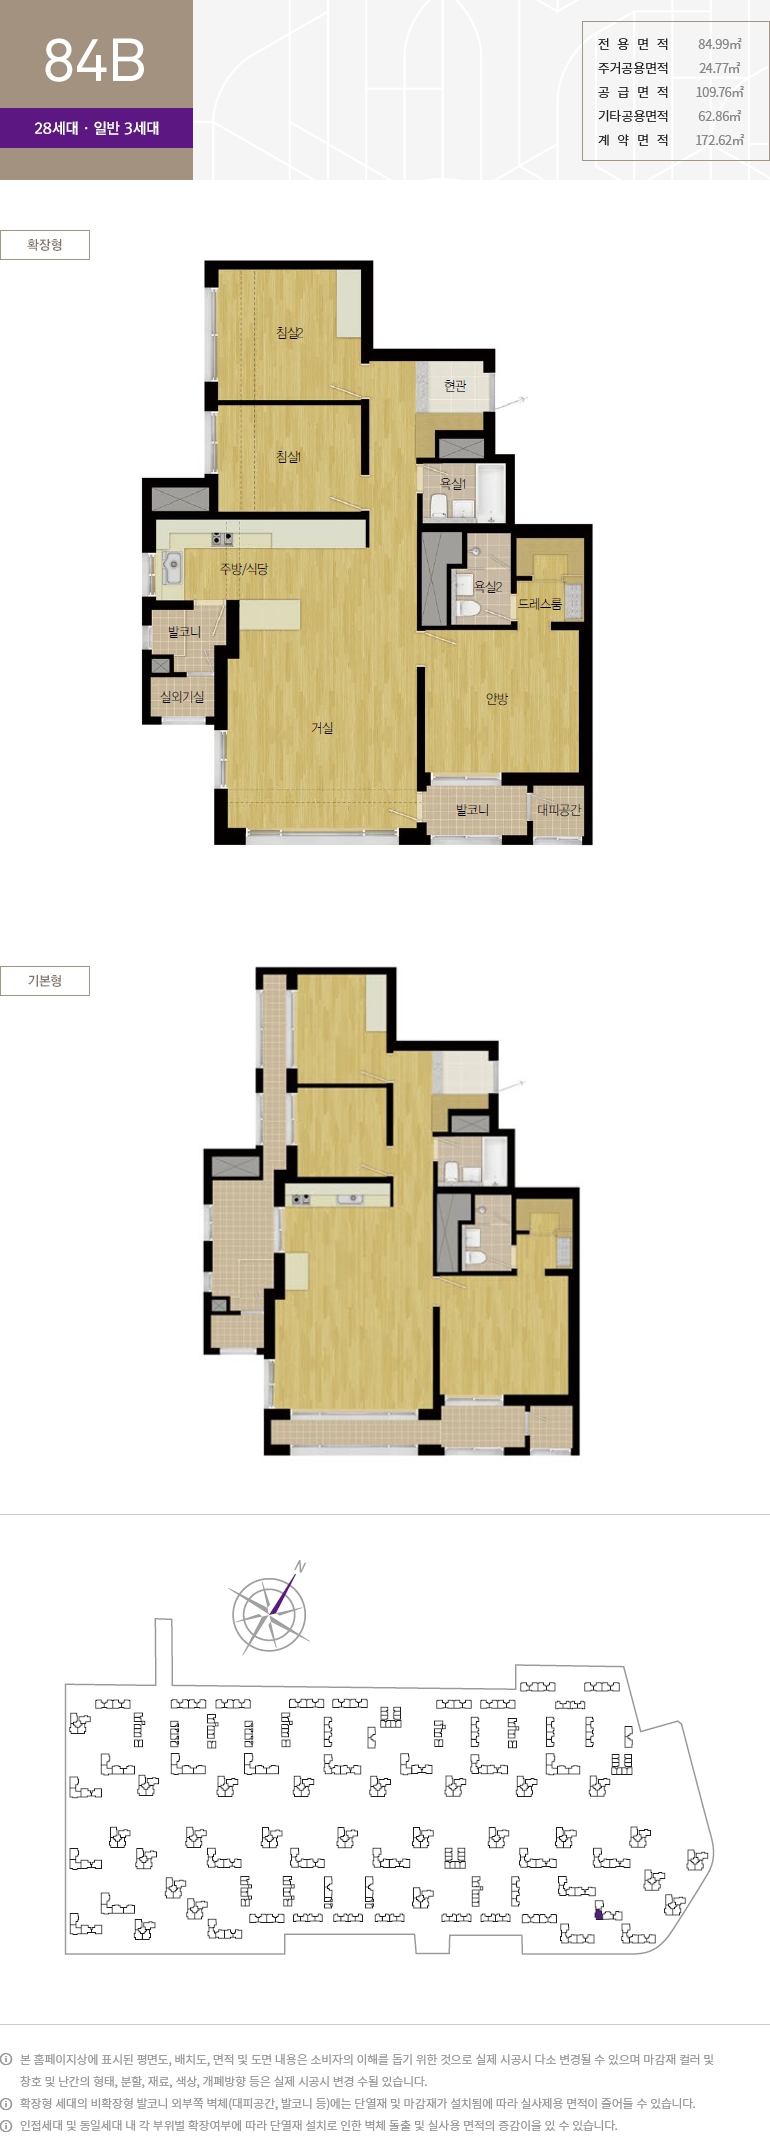 84B
28세대 · 일반 3세대
전 용 면 적 84.99㎡
주거공용면적 24.77㎡
공 급 면 적 109.76㎡
기타공용면적 62.86㎡
계 약 면 적 172.62㎡
확장형
침실2
현관
침실1
욕실1
주방/식당
욕실2
드레스룸
발코니
실외기실
안방
거실
발코니
대피공간
기본형
N
본 홈페이지상에 표시된 평면도, 배치도, 면적 및 도면 내용은 소비자의 이해를 돕기 위한 것으로 실제 시공시 다소 변경될 수 있으며 마감재 컬러 및
창호 및 난간의 형태, 분할, 재료, 색상, 개폐방향 등은 실제 시공시 변경 수될 있습니다.
확장형 세대의 비확장형 발코니 외부쪽 벽체(대피공간, 발코니 등)에는 단열재 및 마감재가 설치됨에 따라 실사제용 면적이 줄어들 수 있습니다.
인접세대 및 동일세대 내 각 부위별 확장여부에 따라 단열재 설치로 인한 벽체 돌출 및 실사용 면적의 증감이을 있 수 있습니다.